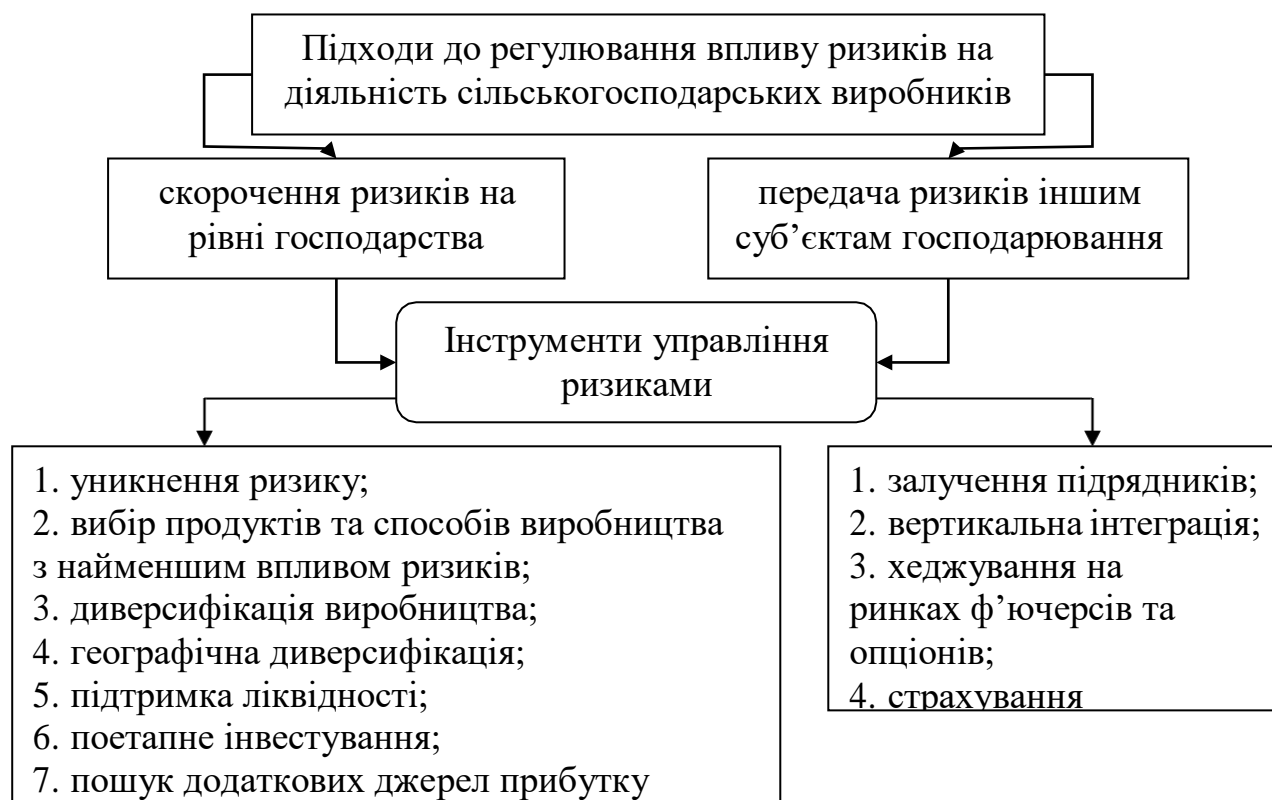 Підходи до регулювання впливу ризиків на
діяльність сільськогосподарських виробників
скорочення ризиків на
рівні господарства
передача ризиків іншим
суб’єктам господарювання
Інструменти управління
ризиками
1. уникнення ризику;
2. вибір продуктів та способів виробництва
з найменшим впливом ризиків;
3. диверсифікація виробництва;
4. географічна диверсифікація;
5. підтримка ліквідності;
6. поетапне інвестування;
7. пошук додаткових джерел прибутку
1. залучення підрядників;
2. вертикальна інтеграція;
3. хеджування на
ринках ф’ючерсів та
опціонів;
4. страхування